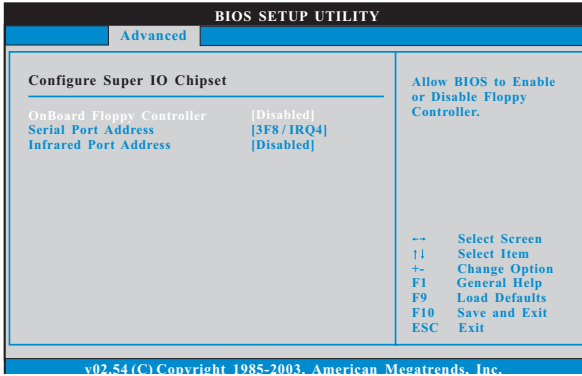 BIOS SETUP UTILITY
Advanced
Configure Super IO Chipset
OnBoard Floppy Controller [Disabled]
Serial Port Address [3F8 / IRQ4]
Infrared Port Address [Disabled]
Allow BIOS to Enable
or Disable Floppy
Controller.
←→ Select Screen
↑↓ Select Item
+- Change Option
F1 General Help
F9 Load Defaults
F10 Save and Exit
ESC Exit
v02.54 (C) Copyright 1985-2003, American Megatrends, Inc.